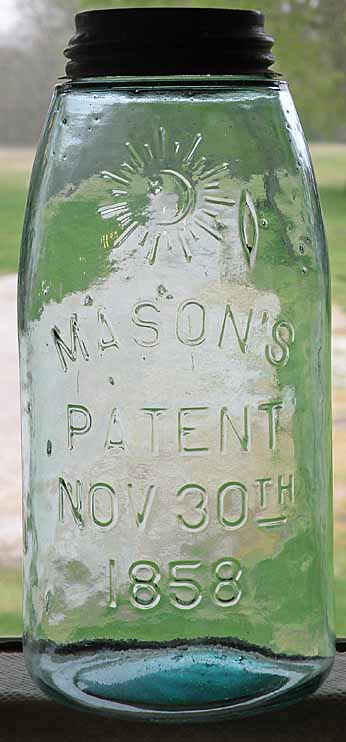 MASON'S
PATENT
NOV 30TH
1858